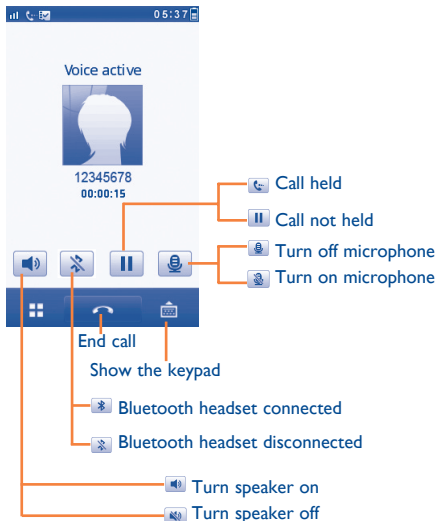 05:37
Voice active
12345678
00:00:15
Call held
Call not held
Turn off microphone
Turn on microphone
End call
Show the keypad
Bluetooth headset connected
Bluetooth headset disconnected
Turn speaker on
Turn speaker off